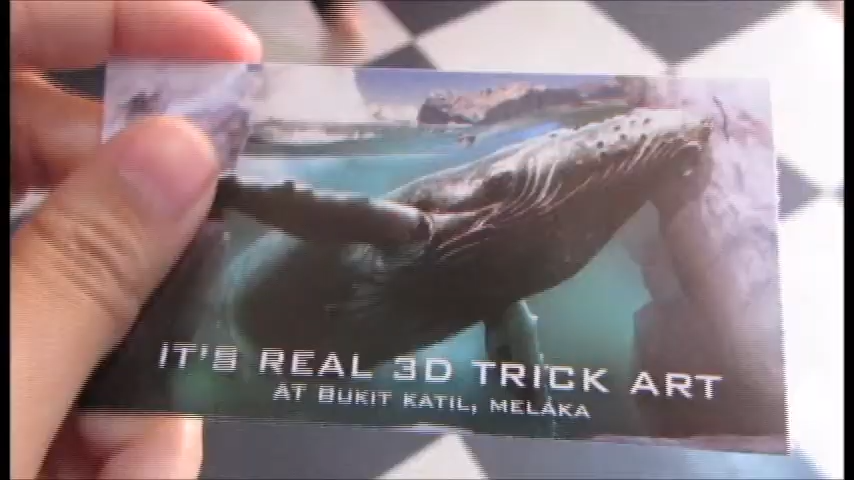 IT'S REAL 3D TRICK ART
AT BUKIT KATIL, MELAKA